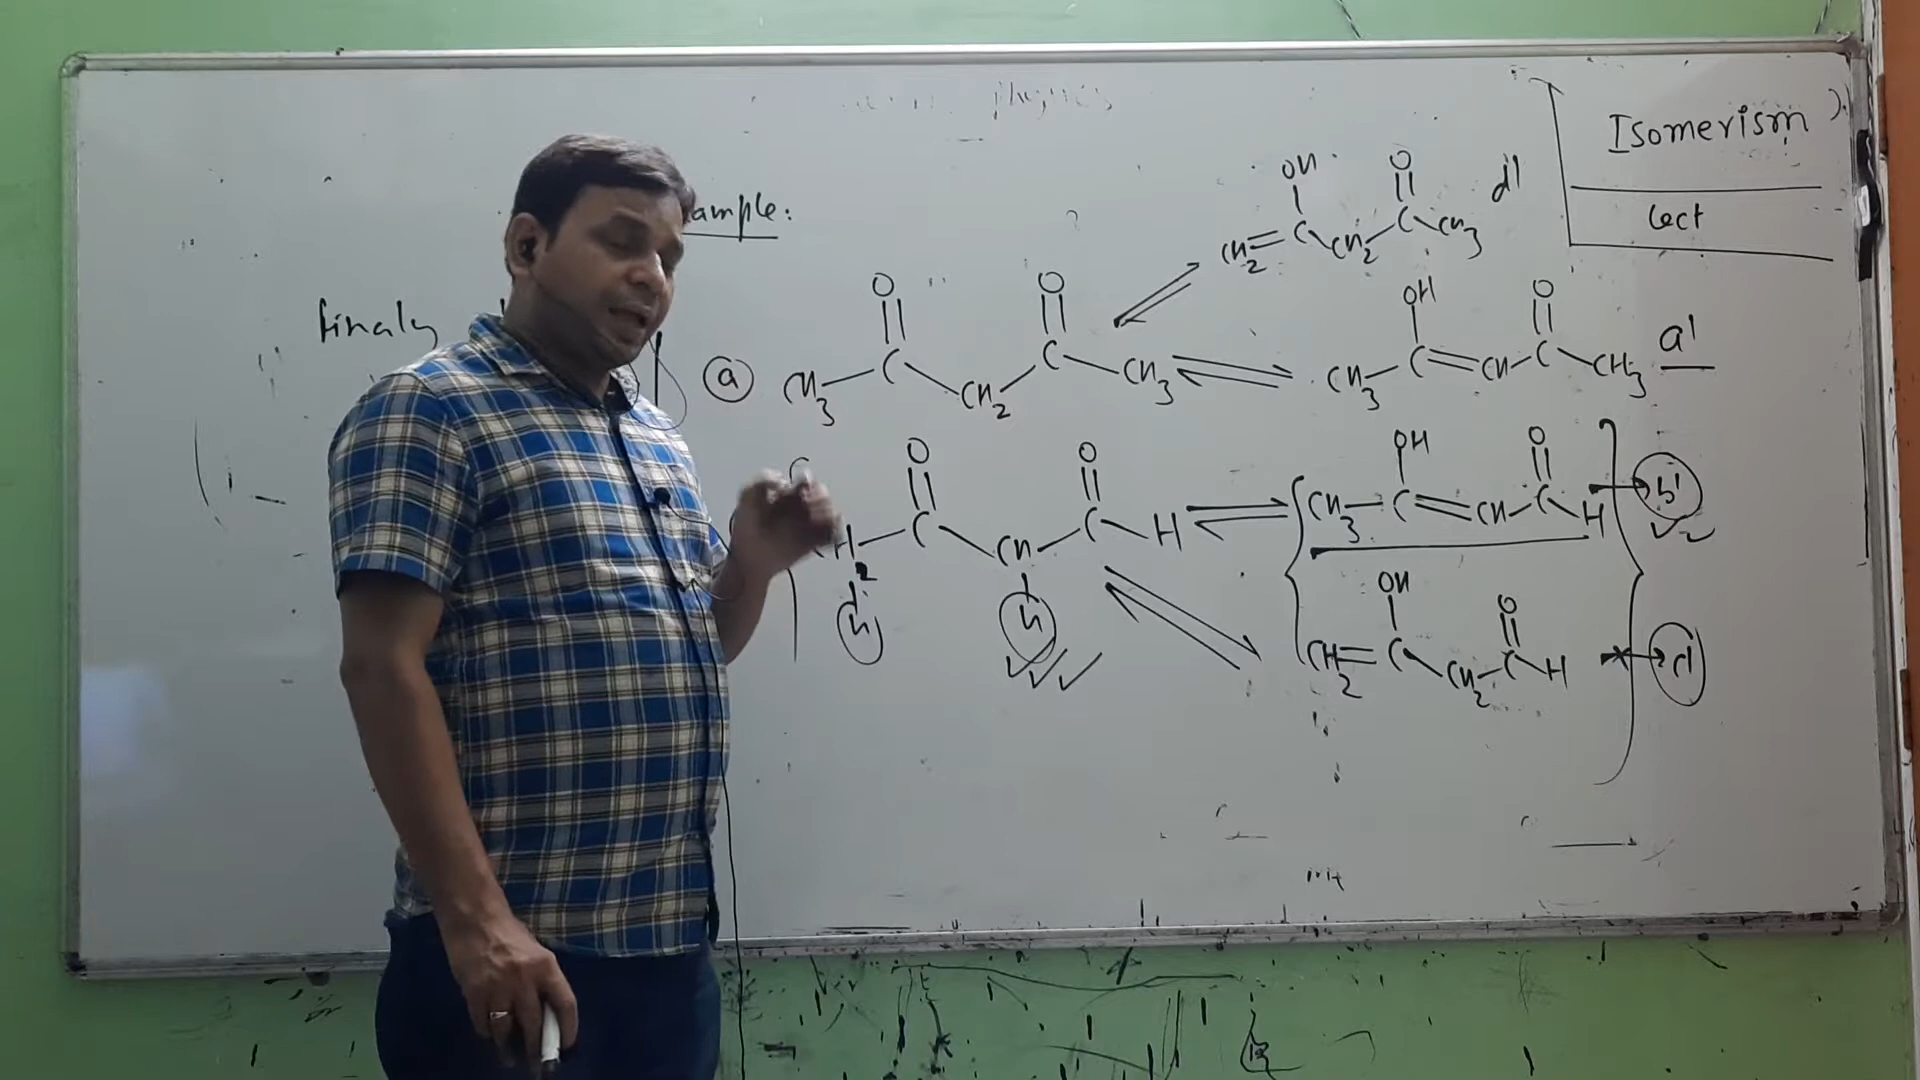 Isomerism
Lect
ample:
OH O d'
CH2=C CH2 C CH3
finaly
O O OH O
(a) CH3 C CH2 C CH3 ⇌ CH3 C=CH C CH3 a'
O O OH O
H2 C CH C H ⇌ CH3 C=CH C H b'
H H
OH O
CH2=C CH2 C H d